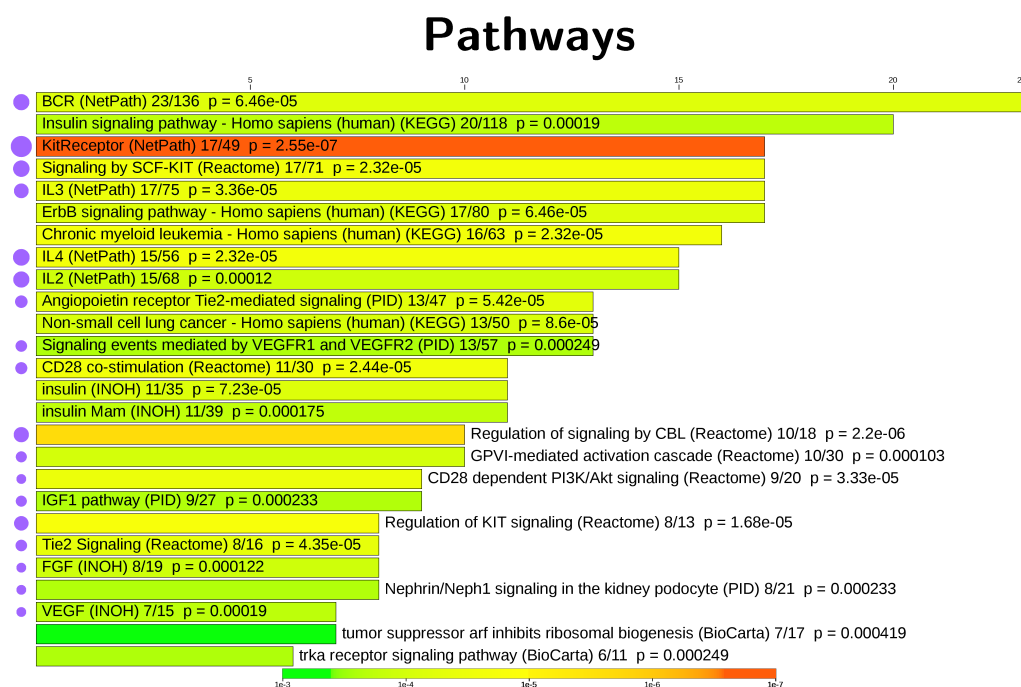 Pathways
5 10 15 20 2
BCR (NetPath) 23/136 p = 6.46e-05
Insulin signaling pathway - Homo sapiens (human) (KEGG) 20/118 p = 0.00019
KitReceptor (NetPath) 17/49 p = 2.55e-07
Signaling by SCF-KIT (Reactome) 17/71 p = 2.32e-05
IL3 (NetPath) 17/75 p = 3.36e-05
ErbB signaling pathway - Homo sapiens (human) (KEGG) 17/80 p = 6.46e-05
Chronic myeloid leukemia - Homo sapiens (human) (KEGG) 16/63 p = 2.32e-05
IL4 (NetPath) 15/56 p = 2.32e-05
IL2 (NetPath) 15/68 p = 0.00012
Angiopoietin receptor Tie2-mediated signaling (PID) 13/47 p = 5.42e-05
Non-small cell lung cancer - Homo sapiens (human) (KEGG) 13/50 p = 8.6e-05
Signaling events mediated by VEGFR1 and VEGFR2 (PID) 13/57 p = 0.000249
CD28 co-stimulation (Reactome) 11/30 p = 2.44e-05
insulin (INOH) 11/35 p = 7.23e-05
insulin Mam (INOH) 11/39 p = 0.000175
Regulation of signaling by CBL (Reactome) 10/18 p = 2.2e-06
GPVI-mediated activation cascade (Reactome) 10/30 p = 0.000103
CD28 dependent PI3K/Akt signaling (Reactome) 9/20 p = 3.33e-05
IGF1 pathway (PID) 9/27 p = 0.000233
Regulation of KIT signaling (Reactome) 8/13 p = 1.68e-05
Tie2 Signaling (Reactome) 8/16 p = 4.35e-05
FGF (INOH) 8/19 p = 0.000122
Nephrin/Neph1 signaling in the kidney podocyte (PID) 8/21 p = 0.000233
VEGF (INOH) 7/15 p = 0.00019
tumor suppressor arf inhibits ribosomal biogenesis (BioCarta) 7/17 p = 0.000419
trka receptor signaling pathway (BioCarta) 6/11 p = 0.000249
1e-3 1e-4 1e-5 1e-6 1e-7